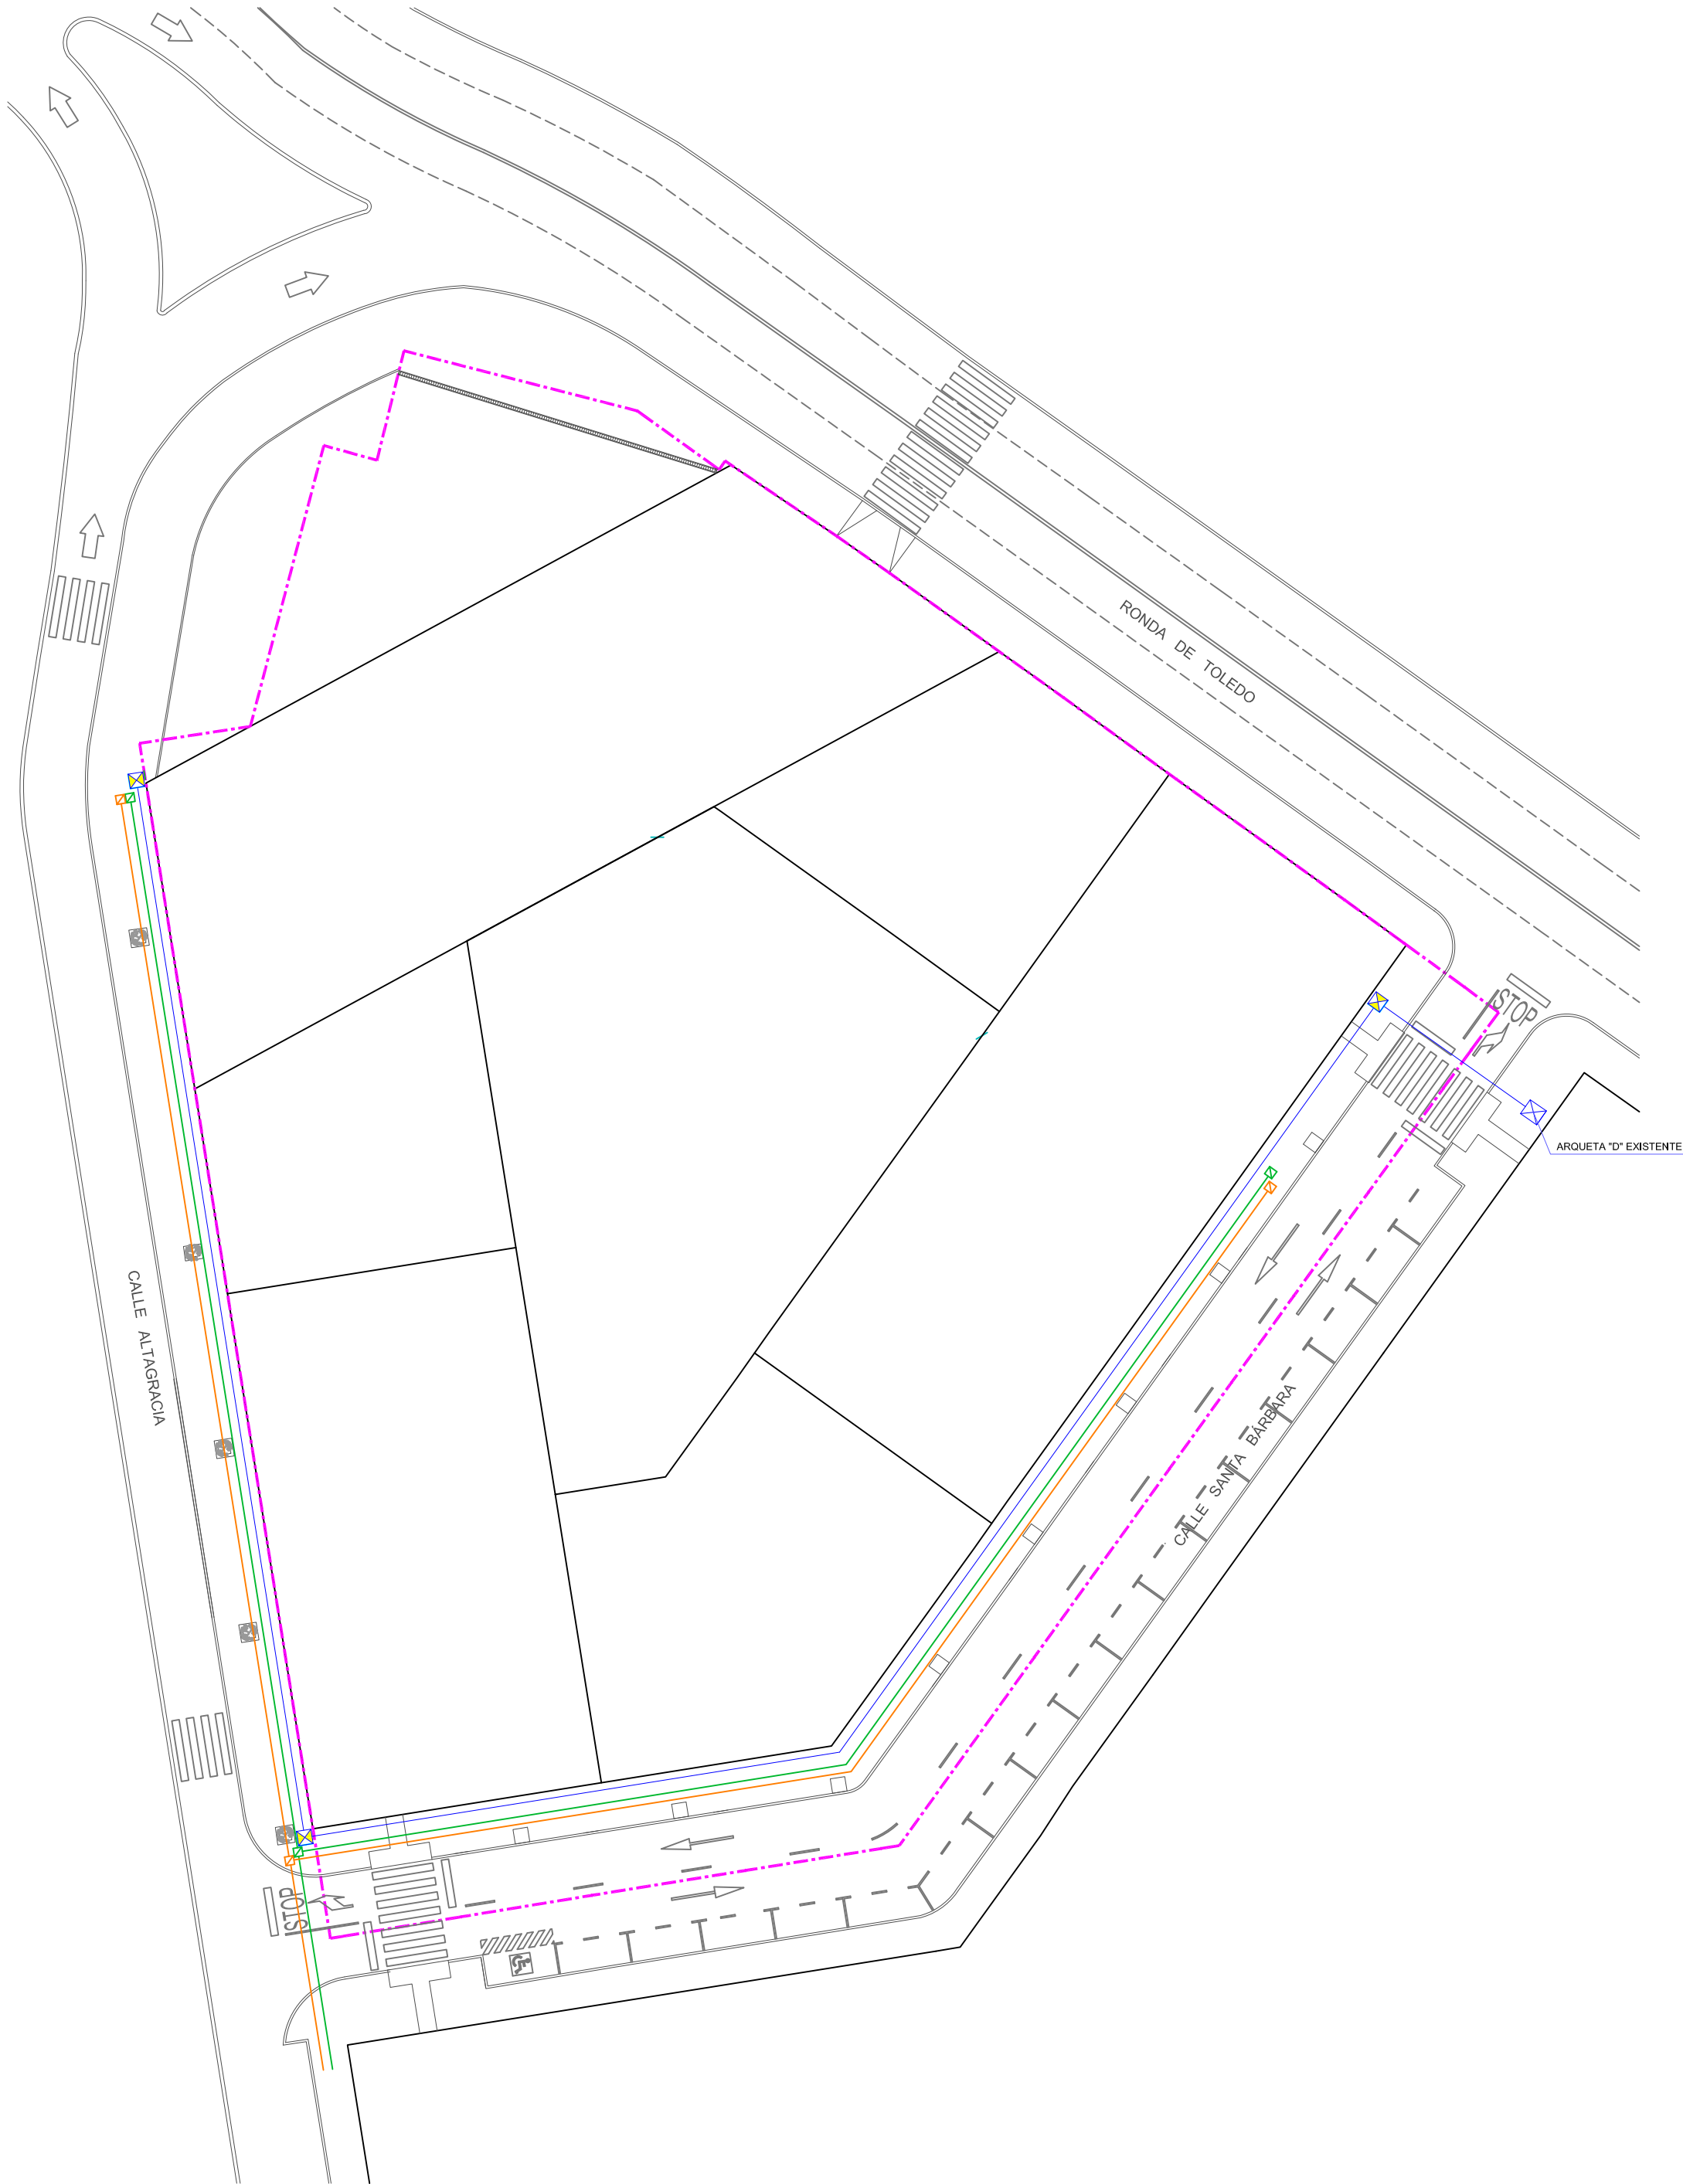 RONDA DE TOLEDO
STOP
ARQUETA "D" EXISTENTE
CALLE ALTAGRACIA
CALLE SANTA BÁRBARA
STOP